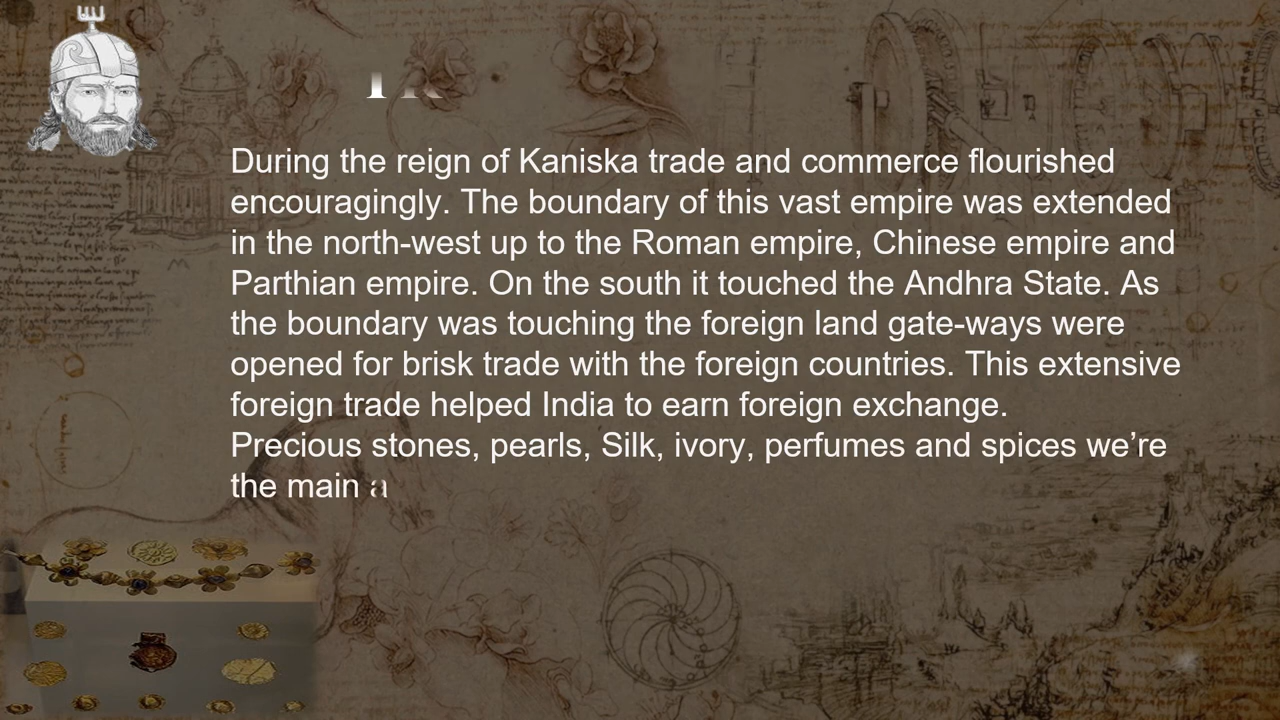 During the reign of Kaniska trade and commerce flourished
encouragingly. The boundary of this vast empire was extended
in the north-west up to the Roman empire, Chinese empire and
Parthian empire. On the south it touched the Andhra State. As
the boundary was touching the foreign land gate-ways were
opened for brisk trade with the foreign countries. This extensive
foreign trade helped India to earn foreign exchange.
Precious stones, pearls, Silk, ivory, perfumes and spices we’re
the main a